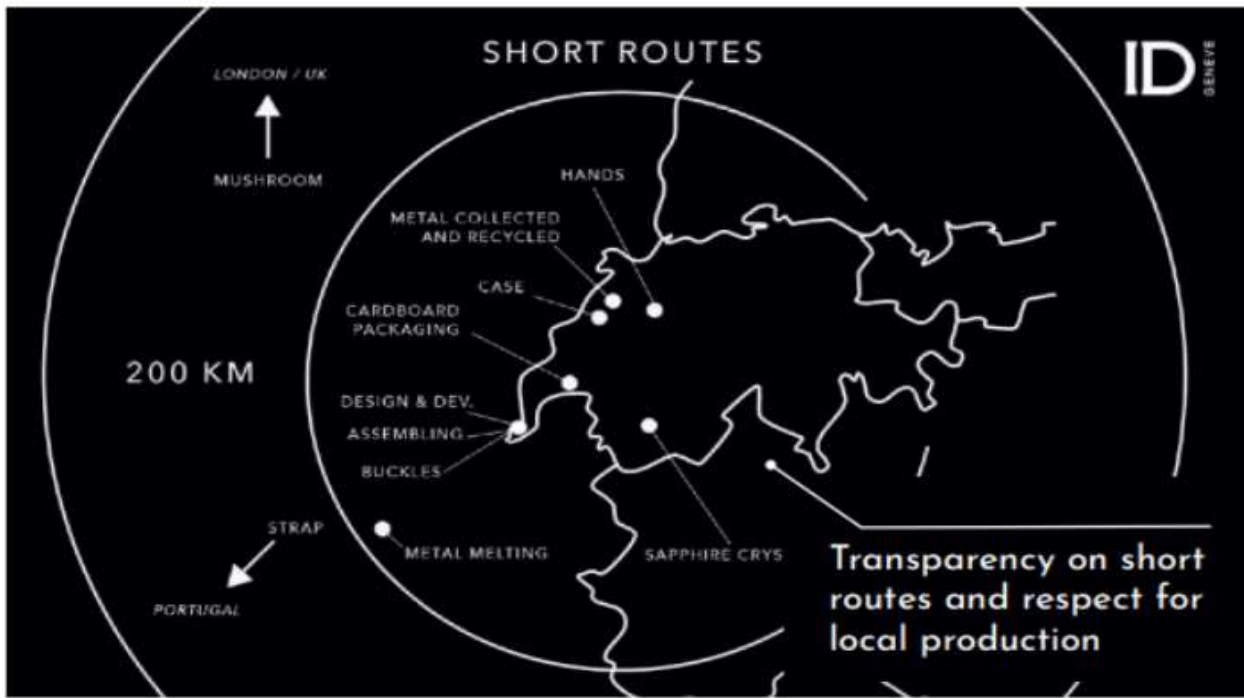 SHORT ROUTES
ID
GENEVE
LONDON / UK
MUSHROOM
HANDS
METAL COLLECTED
AND RECYCLED
CASE
CARDBOARD
PACKAGING
200 KM
DESIGN & DEV.
ASSEMBLING
BUCKLES
STRAP
METAL MELTING
SAPPHIRE CRYS
PORTUGAL
Transparency on short
routes and respect for
local production